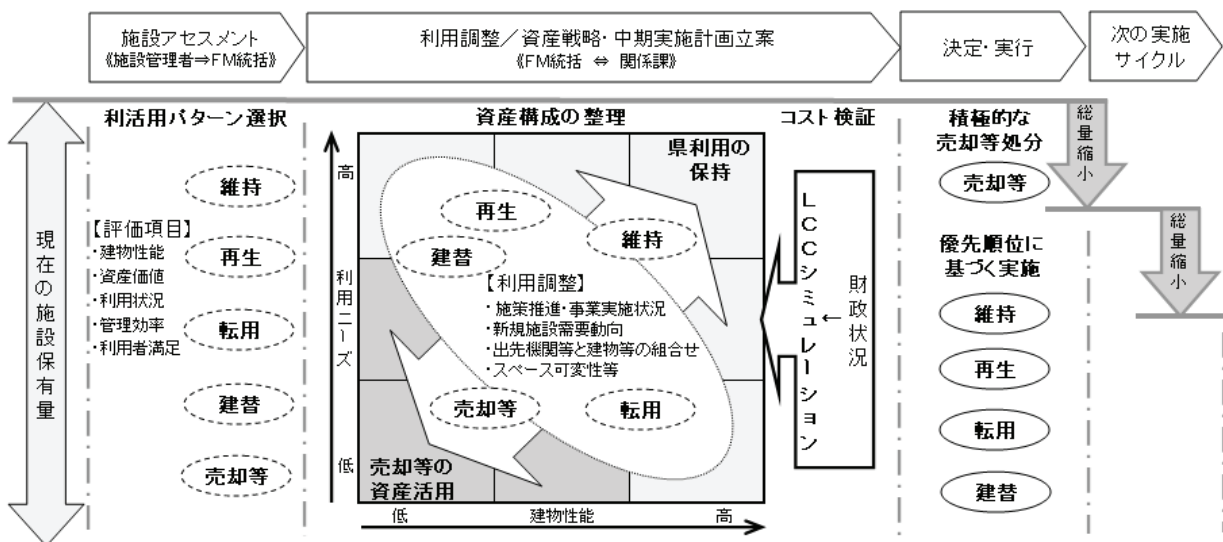 施設アセスメント
《施設管理者⇒FM統括》
利用調整／資産戦略・中期実施計画立案
《FM統括 ⇔ 関係課》
決定・実行
次の実施
サイクル
現在の施設保有量
利活用パターン選択
維持
【評価項目】
・建物性能
・資産価値
・利用状況
・管理効率
・利用者満足
再生
転用
建替
売却等
資産構成の整理
高
利用ニーズ
低
県利用の
保持
再生
建替
維持
【利用調整】
・施策推進・事業実施状況
・新規施設需要動向
・出先機関等と建物等の組合せ
・スペース可変性等
売却等
転用
売却等の
資産活用
低
建物性能
高
コスト検証
LCCシミュレーション
←
財政状況
積極的な
売却等処分
売却等
優先順位に
基づく実施
維持
再生
転用
建替
総量縮小
総量縮小